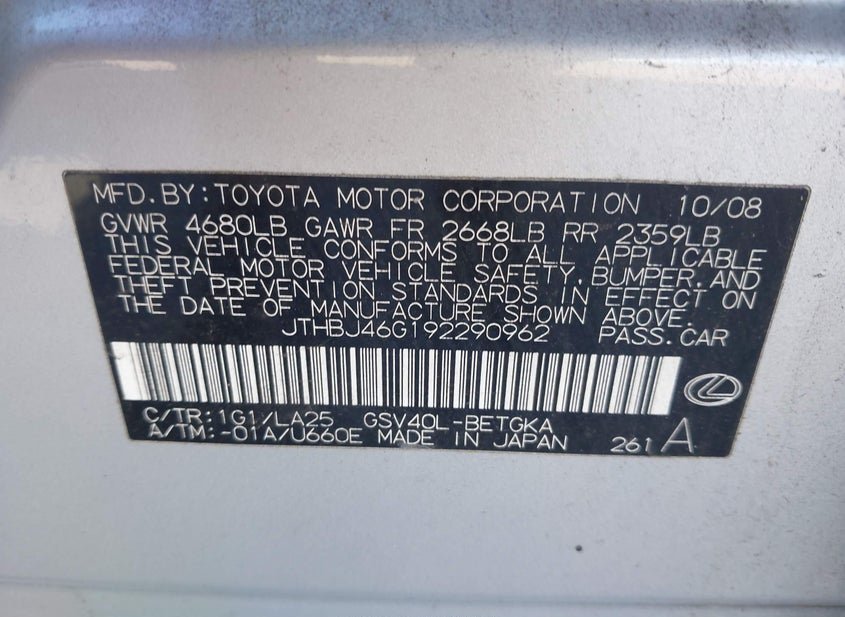 MFD.BY:TOYOTA MOTOR CORPORATION 10/08
GVWR 4680LB GAWR FR 2668LB RR 2359LB
THIS VEHICLE CONFORMS TO ALL APPLICABLE
FEDERAL MOTOR VEHICLE SAFETY,BUMPER,AND
THEFT PREVENTION STANDARDS IN EFFECT ON
THE DATE OF MANUFACTURE SHOWN ABOVE.
JTHBJ46G192290962 PASS.CAR
C/TR:1G1/LA25 GSV40L-BETGKA
A/TM:-01A/U660E MADE IN JAPAN 261A